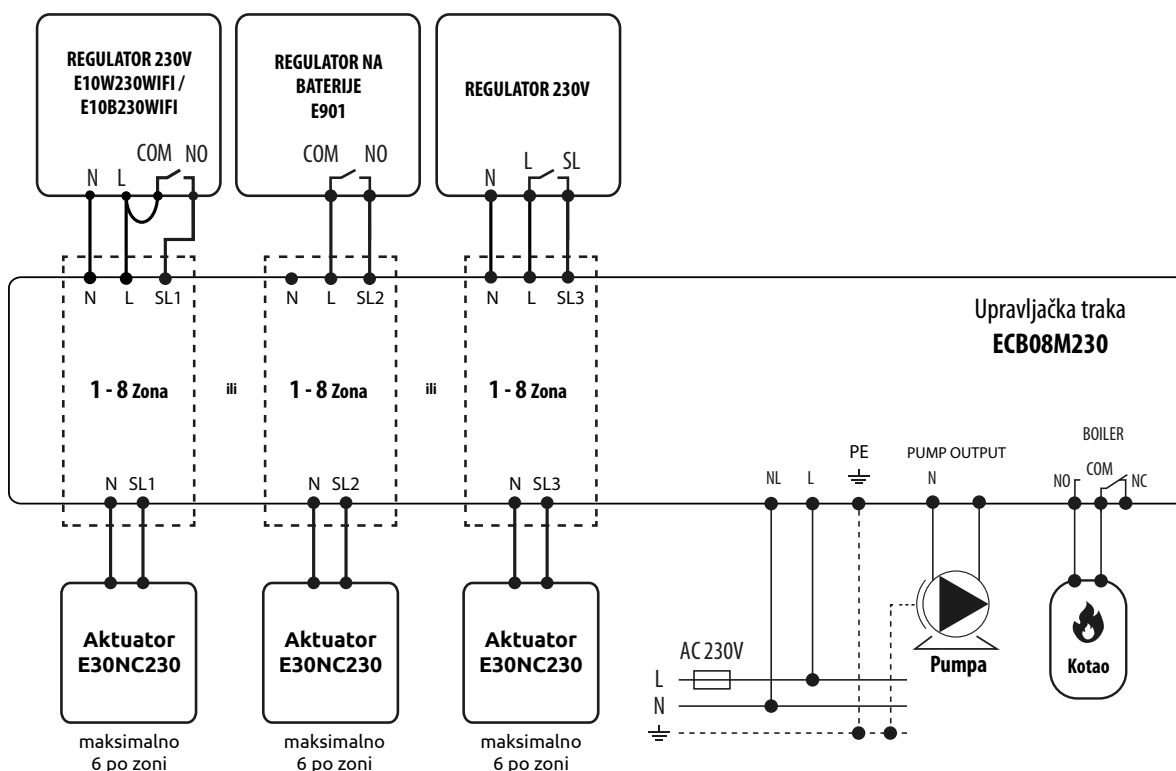 REGULATOR 230V
E10W230WIFI /
E10B230WIFI
COM NO
N L
REGULATOR NA
BATERIJE
E901
COM NO
REGULATOR 230V
L SL
N
N L SL1
N L SL2
N L SL3
1 - 8 Zona
ili
1 - 8 Zona
ili
1 - 8 Zona
Upravljačka traka
ECB08M230
N SL1
N SL2
N SL3
NL
L
PE
PUMP OUTPUT
N
BOILER
NO
COM
NC
Aktuator
E30NC230
maksimalno
6 po zoni
Aktuator
E30NC230
maksimalno
6 po zoni
Aktuator
E30NC230
maksimalno
6 po zoni
AC 230V
L
N
Pumpa
Kotao